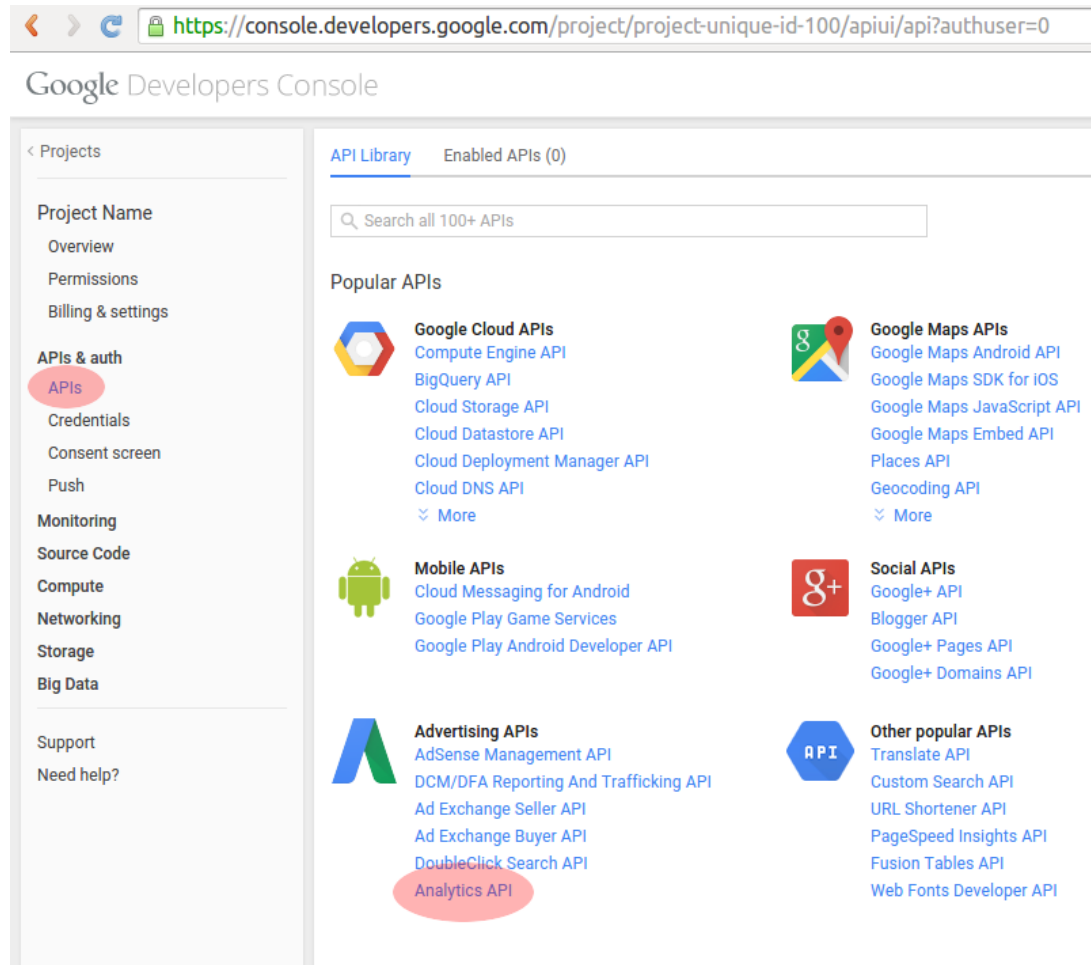 https://console.developers.google.com/project/project-unique-id-100/apiui/api?authuser=0
Google Developers Console
< Projects
Project Name
Overview
Permissions
Billing & settings
APIs & auth
APIs
Credentials
Consent screen
Push
Monitoring
Source Code
Compute
Networking
Storage
Big Data
Support
Need help?
API Library Enabled APIs (0)
Search all 100+ APIs
Popular APIs
Google Cloud APIs
Compute Engine API
BigQuery API
Cloud Storage API
Cloud Datastore API
Cloud Deployment Manager API
Cloud DNS API
More
8
Google Maps APIs
Google Maps Android API
Google Maps SDK for iOS
Google Maps JavaScript API
Google Maps Embed API
Places API
Geocoding API
More
Mobile APIs
Cloud Messaging for Android
Google Play Game Services
Google Play Android Developer API
8+
Social APIs
Google+ API
Blogger API
Google+ Pages API
Google+ Domains API
Advertising APIs
AdSense Management API
DCM/DFA Reporting And Trafficking API
Ad Exchange Seller API
Ad Exchange Buyer API
DoubleClick Search API
Analytics API
API
Other popular APIs
Translate API
Custom Search API
URL Shortener API
PageSpeed Insights API
Fusion Tables API
Web Fonts Developer API